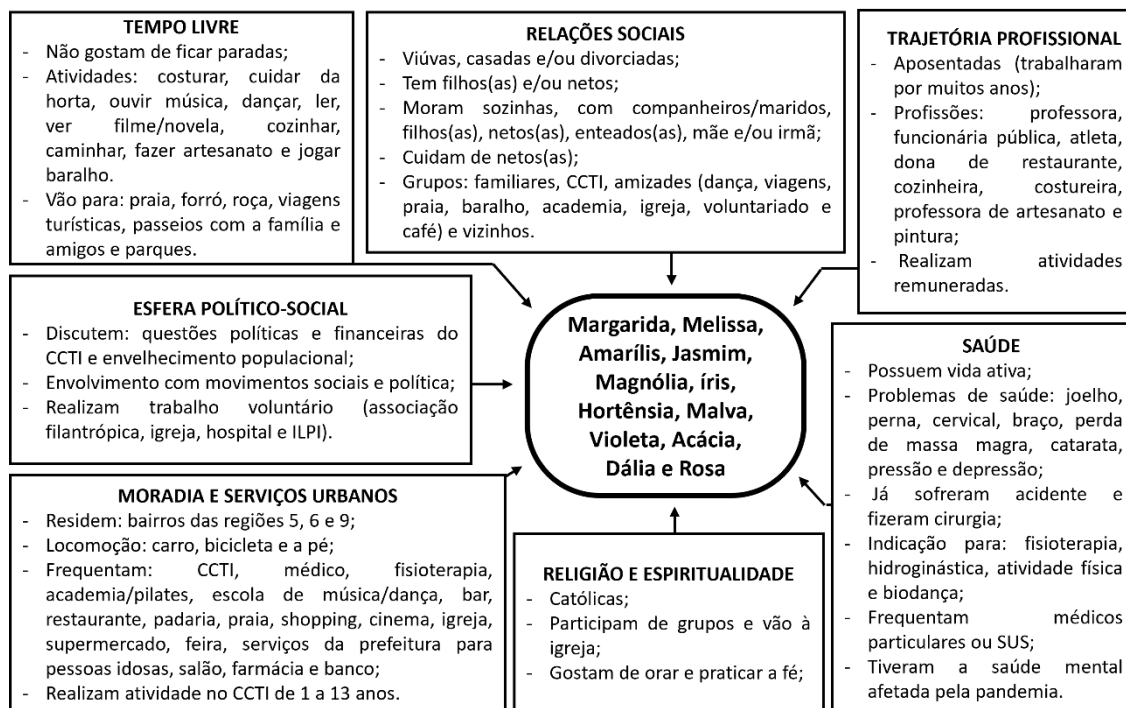 TEMPO LIVRE
- Não gostam de ficar paradas;
- Atividades: costurar, cuidar da
horta, ouvir música, dançar, ler,
ver filme/novela, cozinhar,
caminhar, fazer artesanato e jogar
baralho.
- Vão para: praia, forró, roça, viagens
turísticas, passeios com a família e
amigos e parques.
RELAÇÕES SOCIAIS
- Viúvas, casadas e/ou divorciadas;
- Tem filhos(as) e/ou netos;
- Moram sozinhas, com companheiros/maridos,
filhos(as), netos(as), enteados(as), mãe e/ou irmã;
- Cuidam de netos(as);
- Grupos: familiares, CCTI, amizades (dança, viagens,
praia, baralho, academia, igreja, voluntariado e
café) e vizinhos.
TRAJETÓRIA PROFISSIONAL
- Aposentadas (trabalharam
por muitos anos);
- Profissões: professora,
funcionária pública, atleta,
dona de restaurante,
cozinheira, costureira,
professora de artesanato e
pintura;
- Realizam atividades
remuneradas.
ESFERA POLÍTICO-SOCIAL
- Discutem: questões políticas e financeiras do
CCTI e envelhecimento populacional;
- Envolvimento com movimentos sociais e política;
- Realizam trabalho voluntário (associação
filantrópica, igreja, hospital e ILPI).
Margarida, Melissa,
Amarílis, Jasmim,
Magnólia, íris,
Hortênsia, Malva,
Violeta, Acácia,
Dália e Rosa
SAÚDE
- Possuem vida ativa;
- Problemas de saúde: joelho,
perna, cervical, braço, perda
de massa magra, catarata,
pressão e depressão;
- Já sofreram acidente e
fizeram cirurgia;
- Indicação para: fisioterapia,
hidroginástica, atividade física
e biodança;
- Frequentam médicos
particulares ou SUS;
- Tiveram a saúde mental
afetada pela pandemia.
MORADIA E SERVIÇOS URBANOS
- Residem: bairros das regiões 5, 6 e 9;
- Locomoção: carro, bicicleta e a pé;
- Frequentam: CCTI, médico, fisioterapia,
academia/pilates, escola de música/dança, bar,
restaurante, padaria, praia, shopping, cinema, igreja,
supermercado, feira, serviços da prefeitura para
pessoas idosas, salão, farmácia e banco;
- Realizam atividade no CCTI de 1 a 13 anos.
RELIGIÃO E ESPIRITUALIDADE
- Católicas;
- Participam de grupos e vão à
igreja;
- Gostam de orar e praticar a fé;